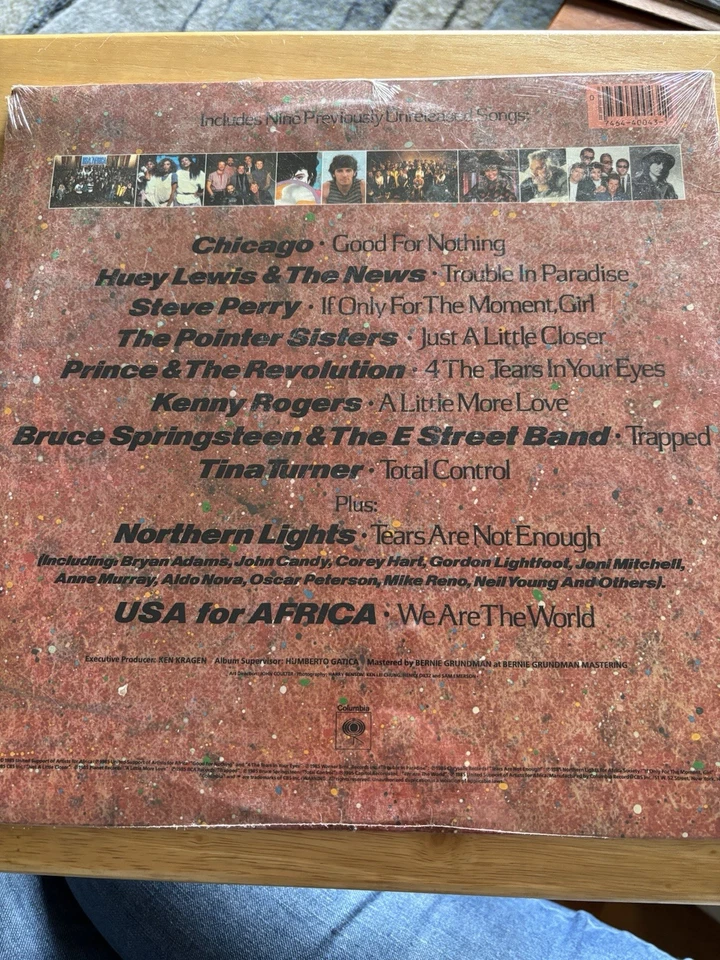 Includes Nine Previously Unreleased Songs:
7464-40043-
USA for AFRICA
Chicago · Good For Nothing
Huey Lewis & The News · Trouble In Paradise
Steve Perry · If Only For The Moment, Girl
The Pointer Sisters · Just A Little Closer
Prince & The Revolution · 4 The Tears In Your Eyes
Kenny Rogers · A Little More Love
Bruce Springsteen & The E Street Band · Trapped
Tina Turner · Total Control
Plus:
Northern Lights · Tears Are Not Enough
(Including: Bryan Adams, John Candy, Corey Hart, Gordon Lightfoot, Joni Mitchell,
Anne Murray, Aldo Nova, Oscar Peterson, Mike Reno, Neil Young And Others).
USA for AFRICA · We Are The World
Executive Producer: KEN KRAGEN Album Supervisor: HUMBERTO GATICA Mastered by BERNIE GRUNDMAN at BERNIE GRUNDMAN MASTERING
Columbia